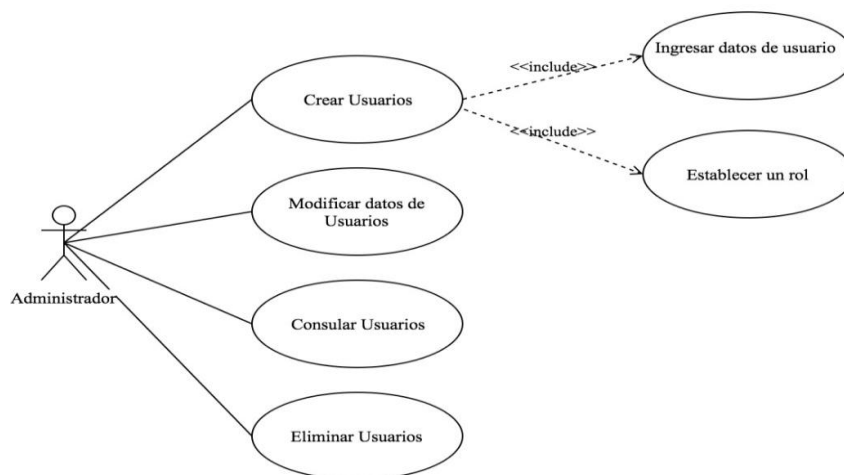 Ingresar datos de usuario
<<include>>
Crear Usuarios
<<include>>
Establecer un rol
Modificar datos de
Usuarios
Administrador
Consular Usuarios
Eliminar Usuarios